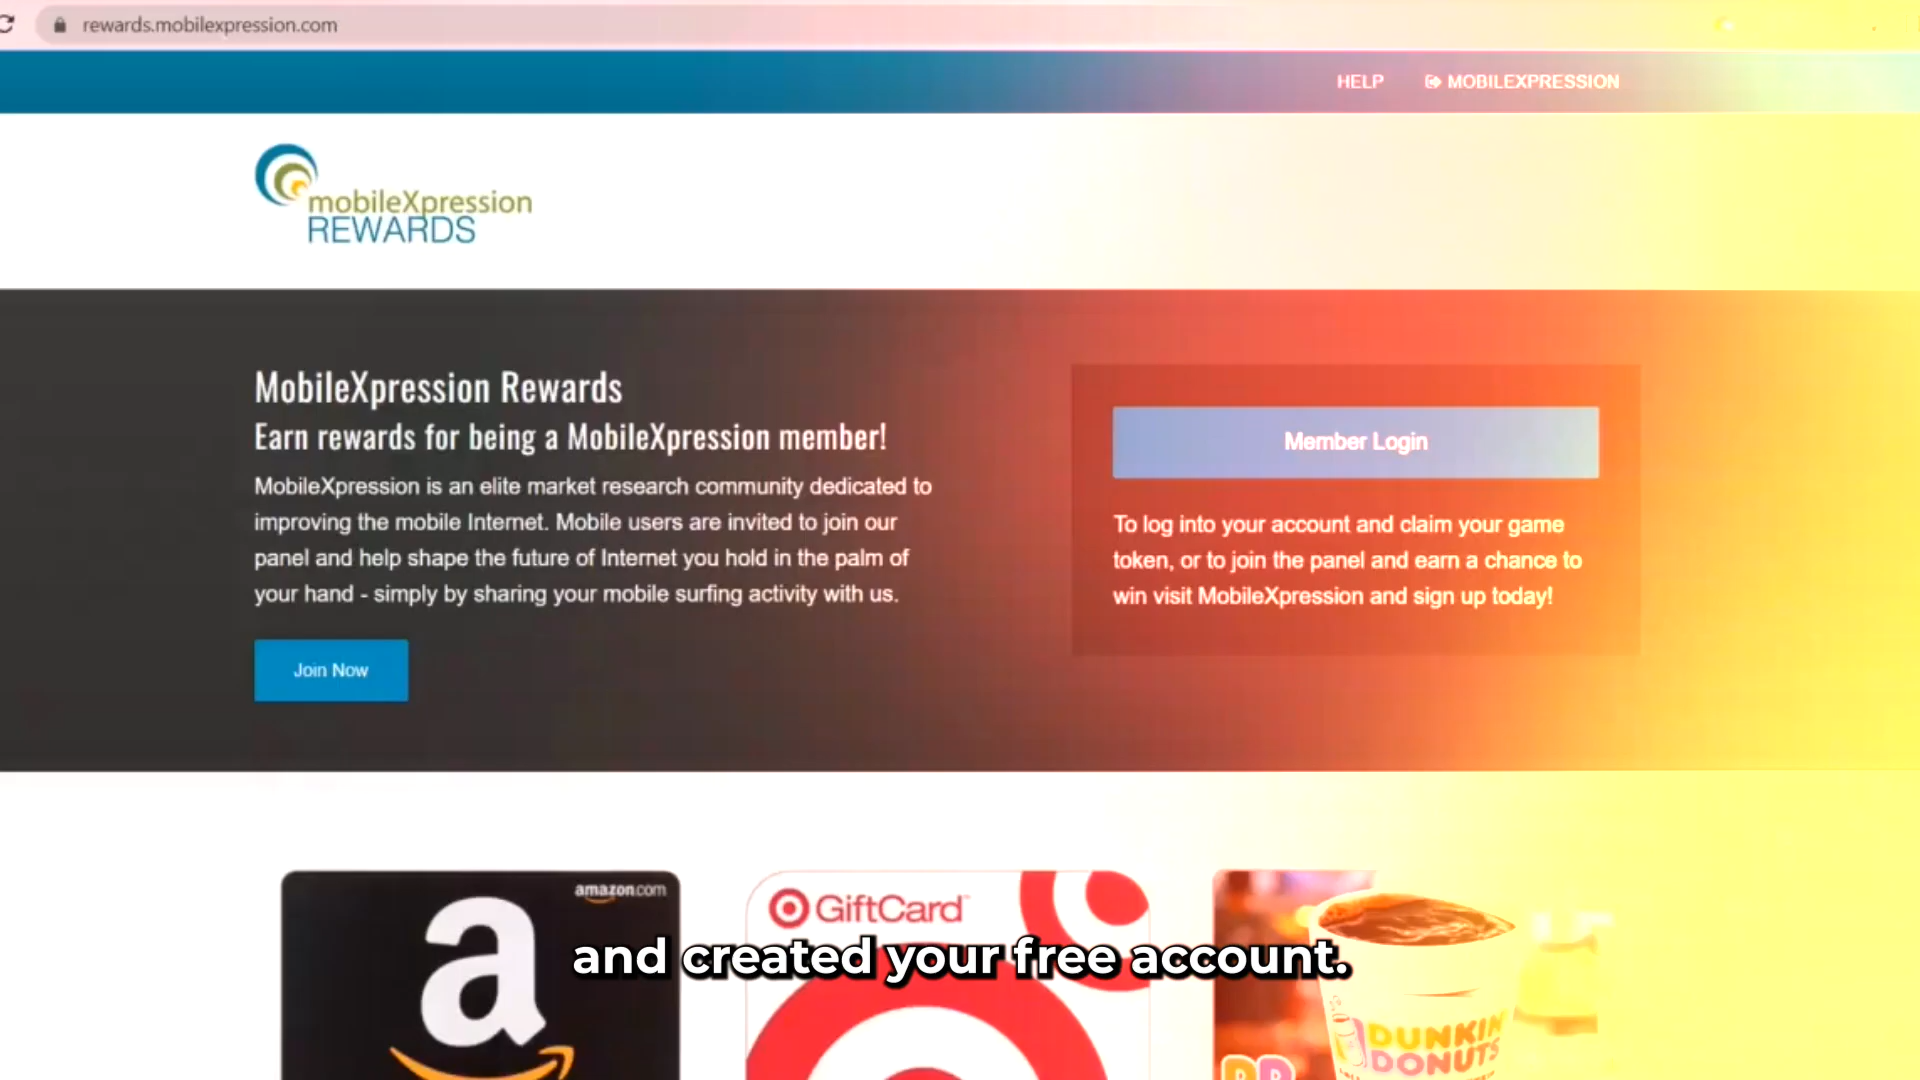 rewards.mobilexpression.com
HELP
MOBILEXPRESSION
mobileXpression
REWARDS
MobileXpression Rewards
Earn rewards for being a MobileXpression member!
MobileXpression is an elite market research community dedicated to
improving the mobile Internet. Mobile users are invited to join our
panel and help shape the future of Internet you hold in the palm of
your hand - simply by sharing your mobile surfing activity with us.
Join Now
Member Login
To log into your account and claim your game
token, or to join the panel and earn a chance to
win visit MobileXpression and sign up today!
amazon.com
a
GiftCard
DUNKIN
DONUTS
DD
and created your free account.